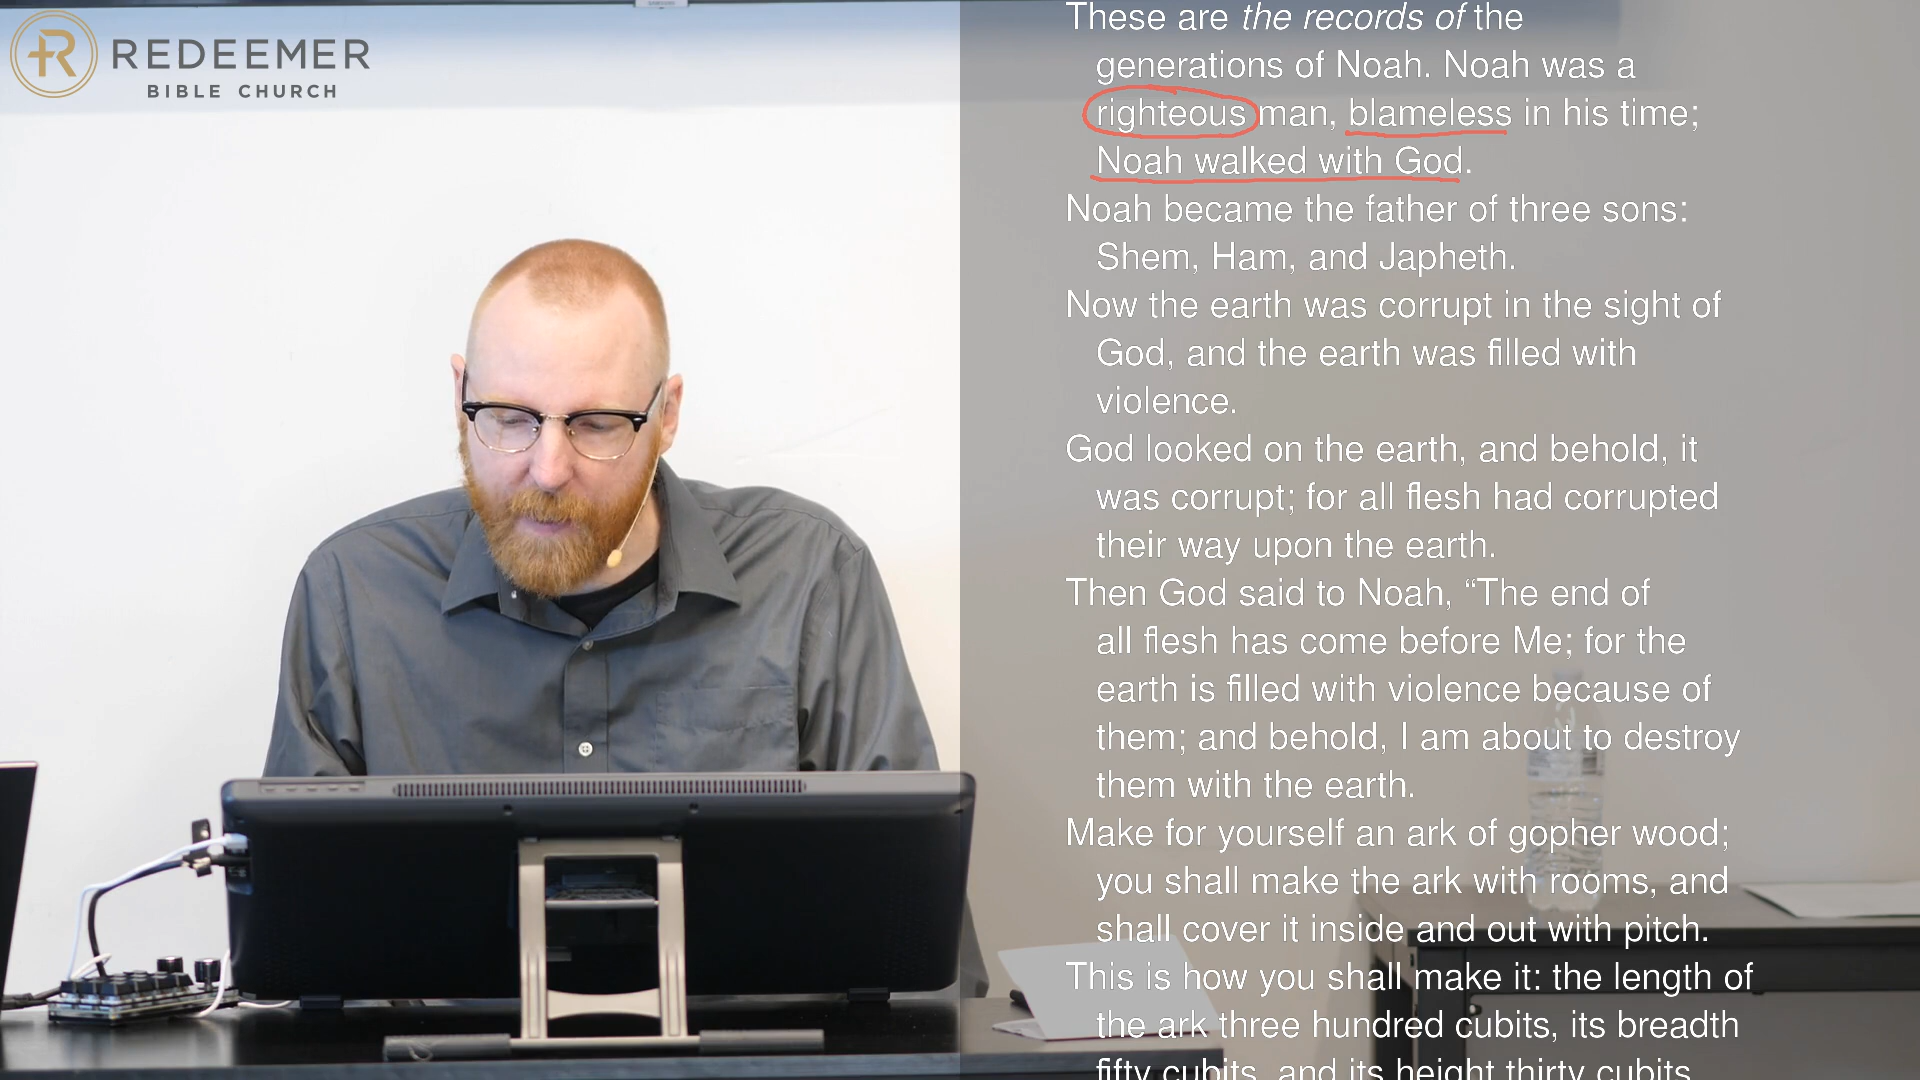 REDEEMER
BIBLE CHURCH
These are the records of the
generations of Noah. Noah was a
righteous man, blameless in his time;
Noah walked with God.
Noah became the father of three sons:
Shem, Ham, and Japheth.
Now the earth was corrupt in the sight of
God, and the earth was filled with
violence.
God looked on the earth, and behold, it
was corrupt; for all flesh had corrupted
their way upon the earth.
Then God said to Noah, “The end of
all flesh has come before Me; for the
earth is filled with violence because of
them; and behold, I am about to destroy
them with the earth.
Make for yourself an ark of gopher wood;
you shall make the ark with rooms, and
shall cover it inside and out with pitch.
This is how you shall make it: the length of
the ark three hundred cubits, its breadth
fifty cubits, and its height thirty cubits